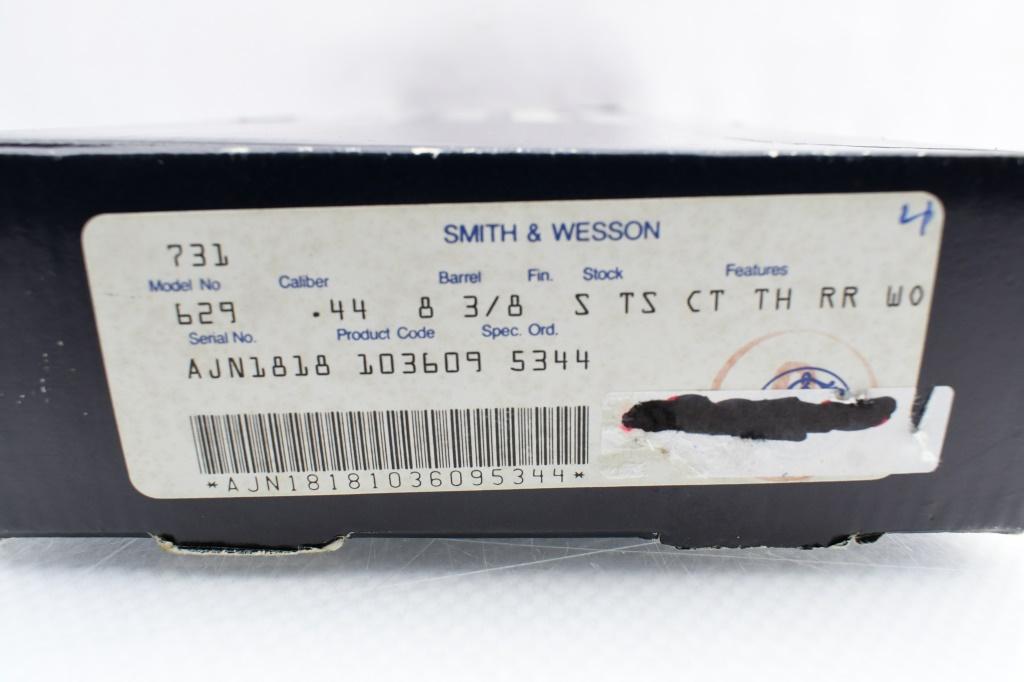 SMITH & WESSON
4
731
Model No Caliber Barrel Fin. Stock Features
629 .44 8 3/8 S TS CT TH RR WO
Serial No. Product Code Spec. Ord.
AJN1818 103609 5344
*AJN18181036095344*